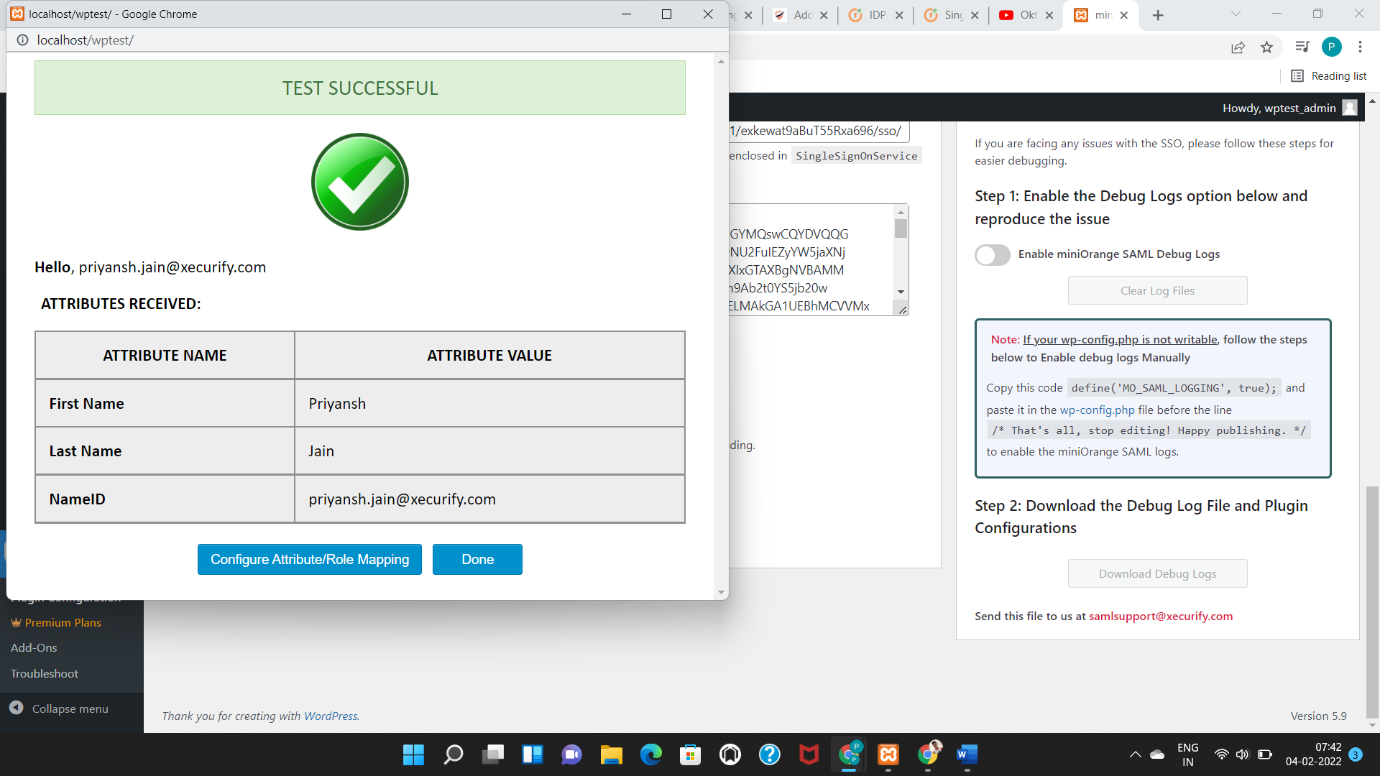 localhost/wptest/ - Google Chrome
localhost/wptest/
TEST SUCCESSFUL
Hello, priyansh.jain@xecurify.com
ATTRIBUTES RECEIVED:
ATTRIBUTE NAME ATTRIBUTE VALUE
First Name Priyansh
Last Name Jain
NameID priyansh.jain@xecurify.com
Configure Attribute/Role Mapping Done
Premium Plans
Add-Ons
Troubleshoot
Collapse menu
Adc IDP Sing Okt min
P
Reading list
Howdy, wptest_admin
1/exkewat9aBuT55Rxa696/sso/
enclosed in SingleSignOnService
GYMQswCQYDVQQG
NU2FuIEZyYW5jaXNj
XIxGTAXBgNVBAMM
n9Ab2t0YS5jb20w
ELMAkGA1UEBhMCVVMx
ding.
If you are facing any issues with the SSO, please follow these steps for
easier debugging.
Step 1: Enable the Debug Logs option below and
reproduce the issue
Enable miniOrange SAML Debug Logs
Clear Log Files
Note: If your wp-config.php is not writable, follow the steps
below to Enable debug logs Manually
Copy this code define('MO_SAML_LOGGING', true); and
paste it in the wp-config.php file before the line
/* That's all, stop editing! Happy publishing. */
to enable the miniOrange SAML logs.
Step 2: Download the Debug Log File and Plugin
Configurations
Download Debug Logs
Send this file to us at samlsupport@xecurify.com
Thank you for creating with WordPress.
Version 5.9
ENG
IN
07:42
04-02-2022
3